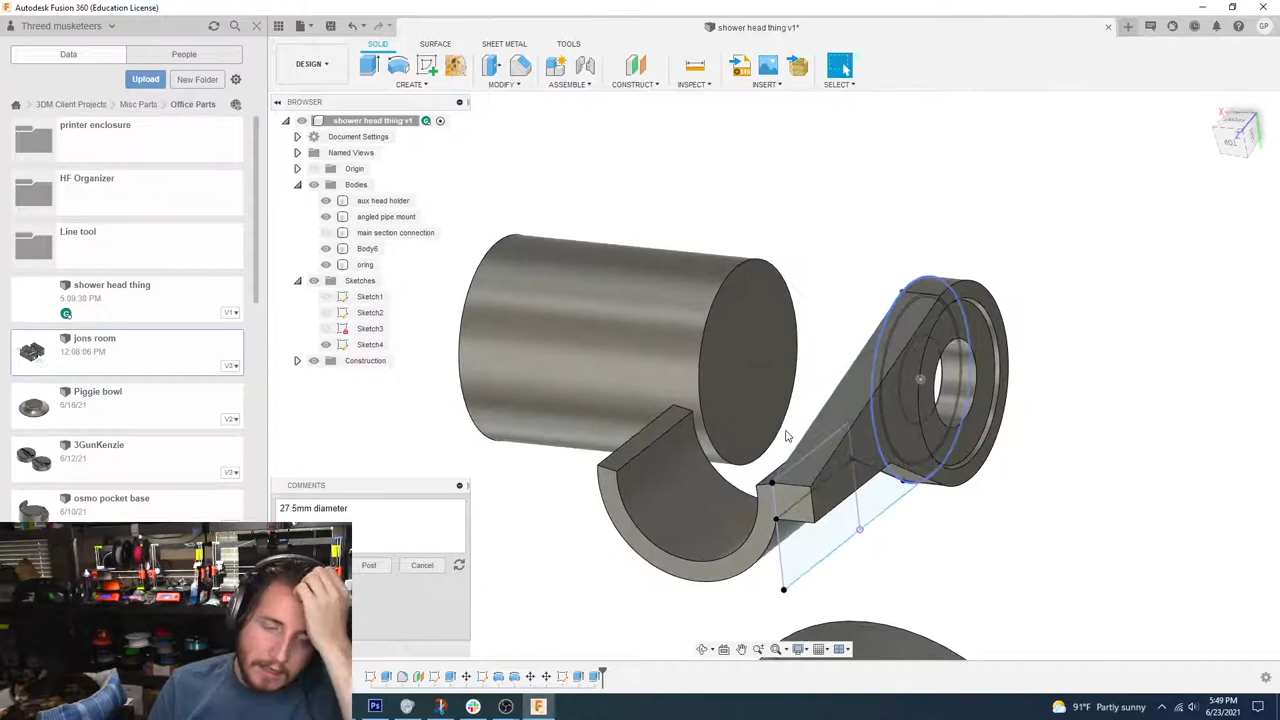 Autodesk Fusion 360 (Education License)
Threed musketeers
shower head thing v1*
GP
Data
People
Upload
New Folder
3DM Client Projects
Misc Parts
Office Parts
printer enclosure
HF Organizer
Line tool
shower head thing
5:09:38 PM
V1
jons room
12:08:06 PM
V3
Piggie bowl
6/16/21
V2
3GunKenzie
6/12/21
V3
osmo pocket base
DESIGN
SOLID
SURFACE
SHEET METAL
TOOLS
CREATE
MODIFY
ASSEMBLE
CONSTRUCT
INSPECT
INSERT
SELECT
BROWSER
shower head thing v1
Document Settings
Named Views
Origin
Bodies
aux head holder
angled pipe mount
main section connection
Body6
oring
Sketches
Sketch1
Sketch2
Sketch3
Sketch4
Construction
COMMENTS
27.5mm diameter
Post
Cancel
TOP
X
Z
91°F Partly sunny
5:49 PM
6/23/2021